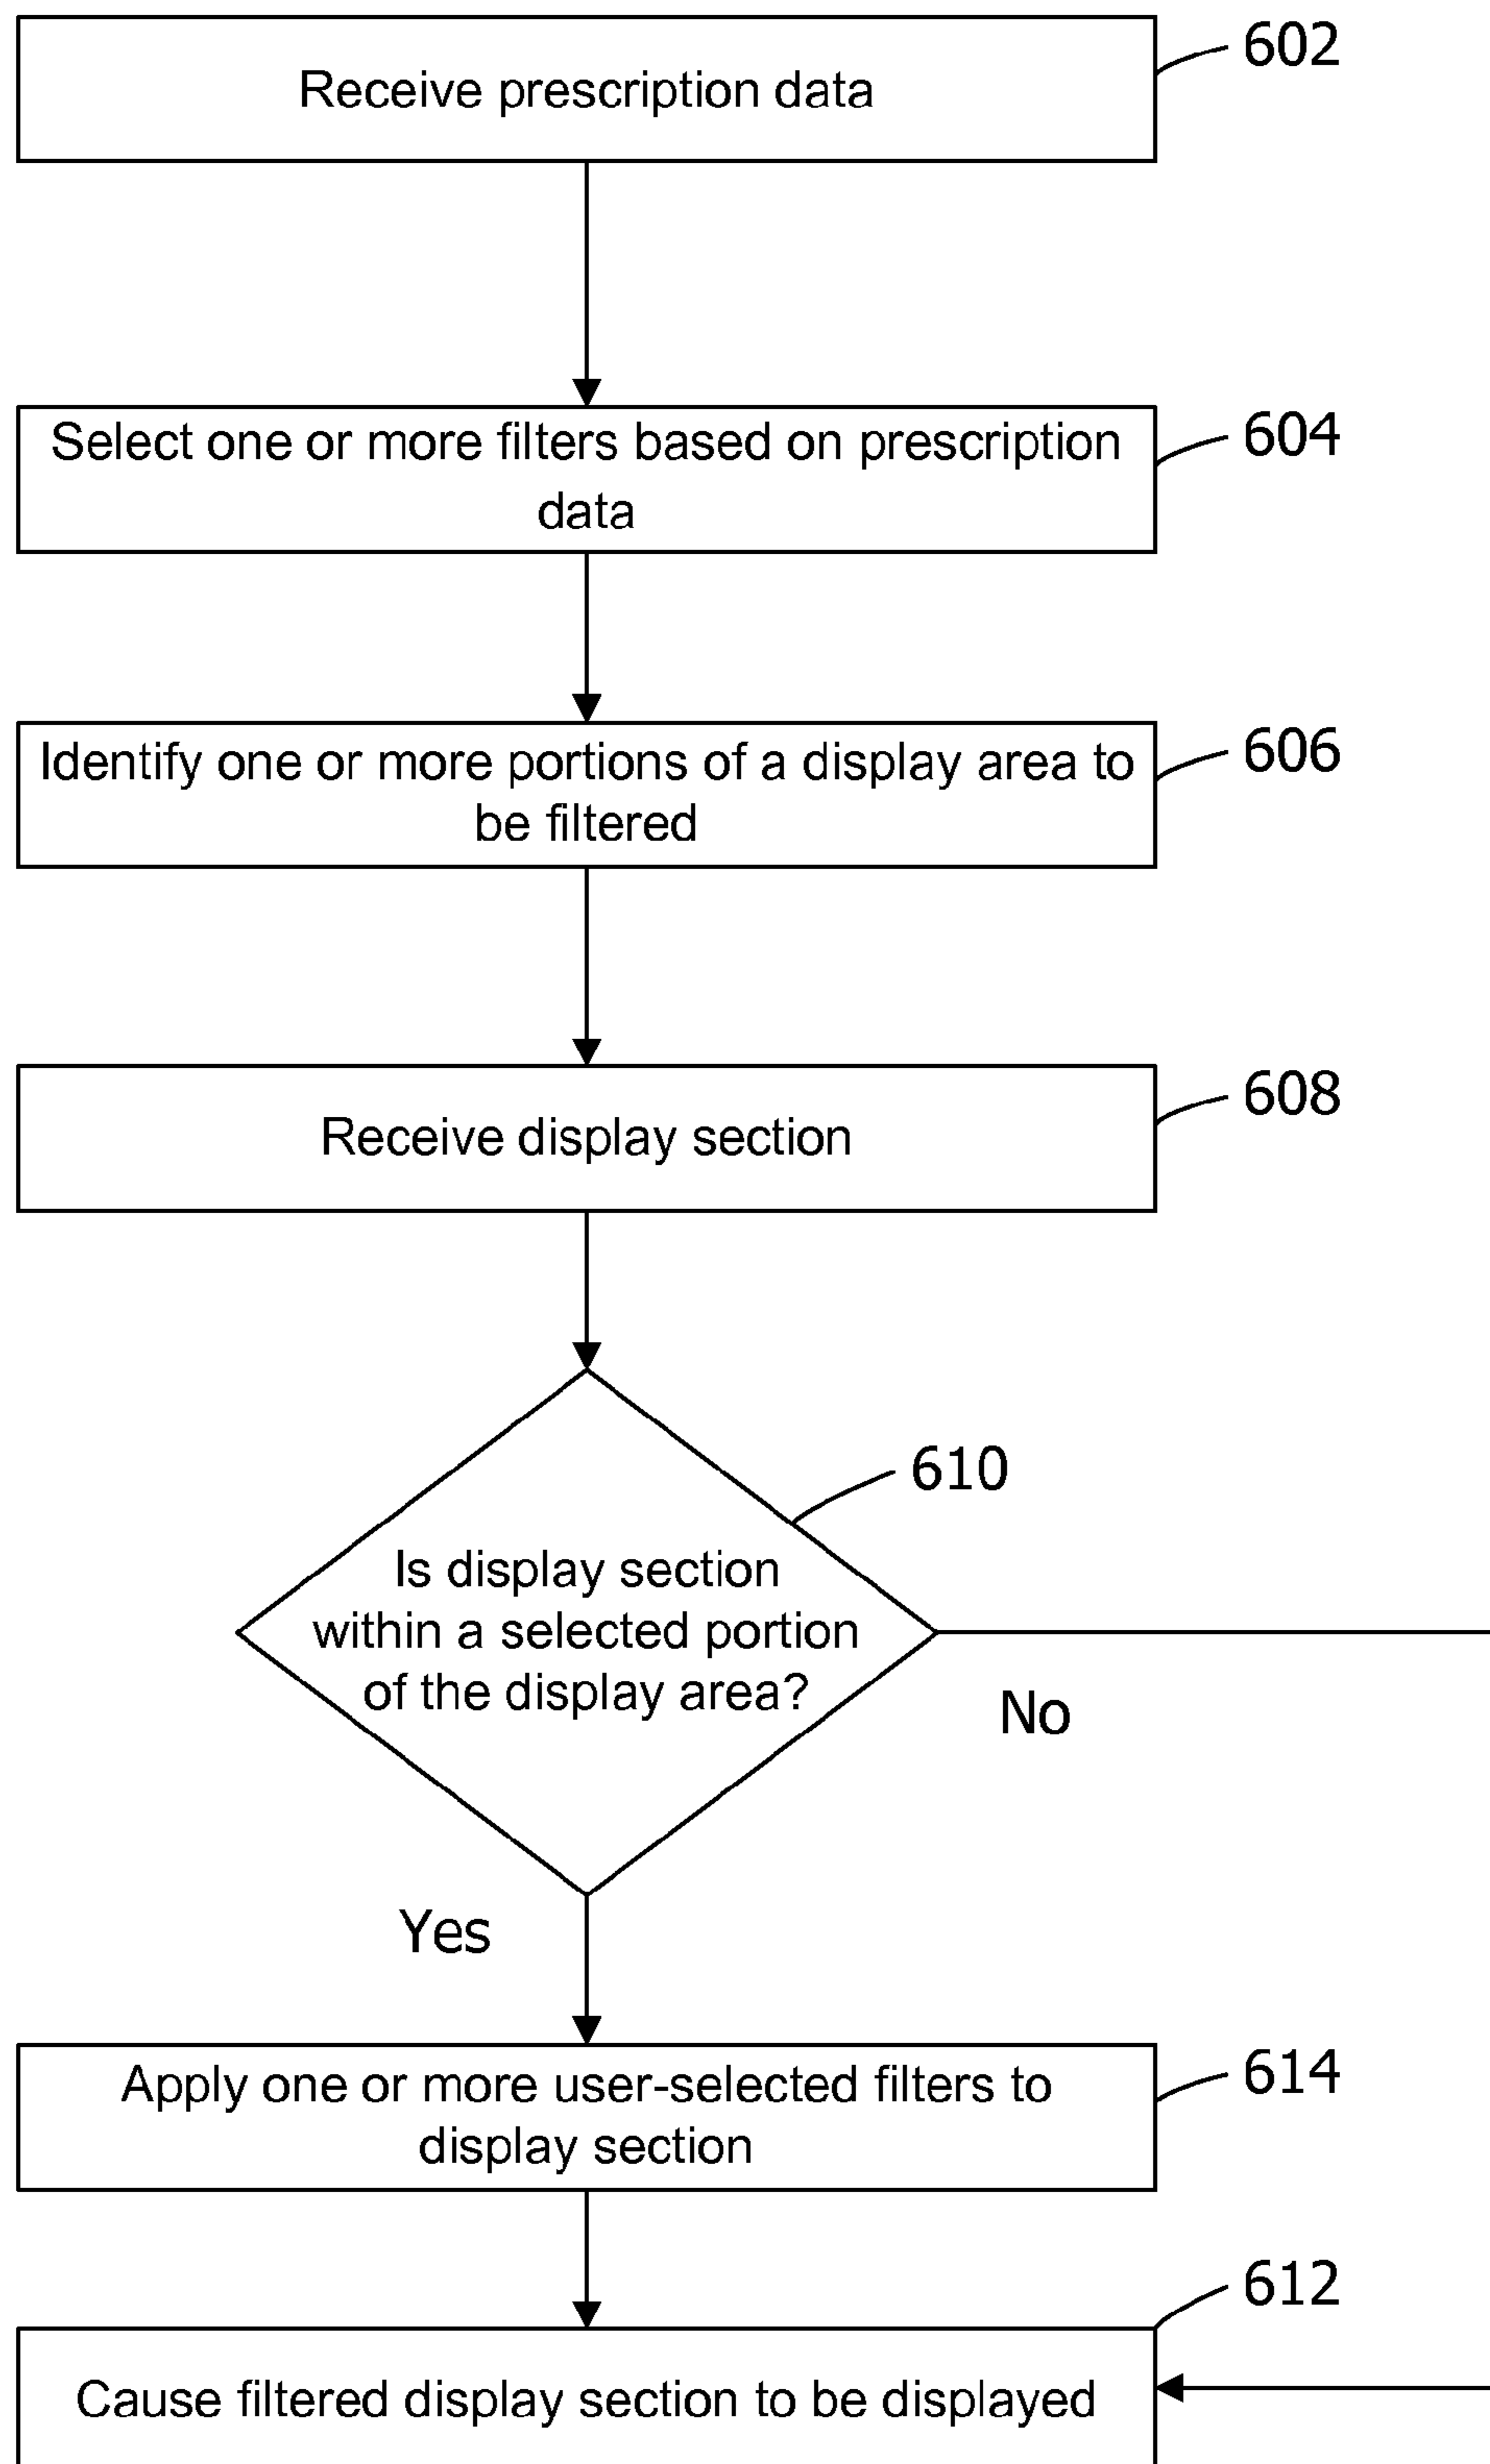 Receive prescription data
602
Select one or more filters based on prescription
data
604
Identify one or more portions of a display area to
be filtered
606
Receive display section
608
610
Is display section
within a selected portion
of the display area?
No
Yes
Apply one or more user-selected filters to
display section
614
612
Cause filtered display section to be displayed